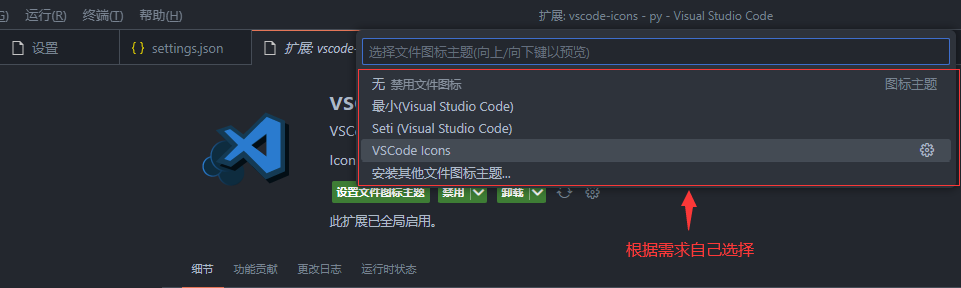 G) 运行(R) 终端(T) 帮助(H) 扩展: vscode-icons - py - Visual Studio Code
设置 settings.json 扩展: vscode-
选择文件图标主题(向上/向下键以预览)
无 禁用文件图标 图标主题
最小(Visual Studio Code)
Seti (Visual Studio Code)
VSCode Icons
安装其他文件图标主题...
VSC
Icon
设置文件图标主题 禁用 卸载
此扩展已全局启用。
根据需求自己选择
细节 功能贡献 更改日志 运行时状态